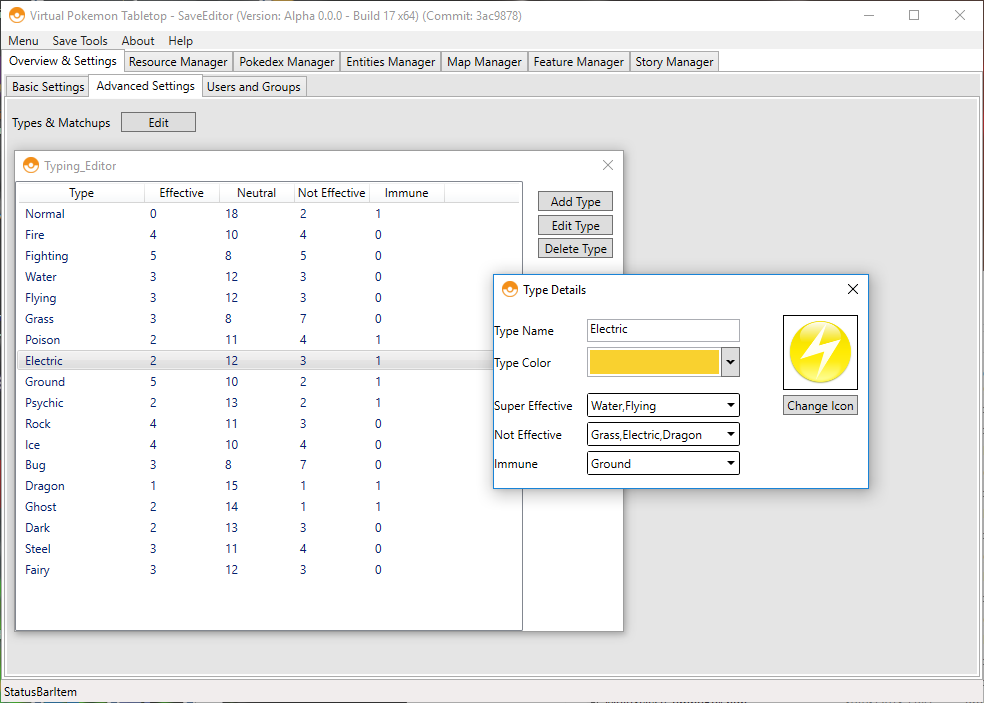 Virtual Pokemon Tabletop - SaveEditor (Version: Alpha 0.0.0 - Build 17 x64) (Commit: 3ac9878)
Menu Save Tools About Help
Overview & Settings Resource Manager Pokedex Manager Entities Manager Map Manager Feature Manager Story Manager
Basic Settings Advanced Settings Users and Groups
Types & Matchups Edit
Typing_Editor
Type Effective Neutral Not Effective Immune
Normal 0 18 2 1
Fire 4 10 4 0
Fighting 5 8 5 0
Water 3 12 3 0
Flying 3 12 3 0
Grass 3 8 7 0
Poison 2 11 4 1
Electric 2 12 3 1
Ground 5 10 2 1
Psychic 2 13 2 1
Rock 4 11 3 0
Ice 4 10 4 0
Bug 3 8 7 0
Dragon 1 15 1 1
Ghost 2 14 1 1
Dark 2 13 3 0
Steel 3 11 4 0
Fairy 3 12 3 0
Add Type
Edit Type
Delete Type
Type Details
Type Name Electric
Type Color
Super Effective Water,Flying
Not Effective Grass,Electric,Dragon
Immune Ground
Change Icon
StatusBarItem